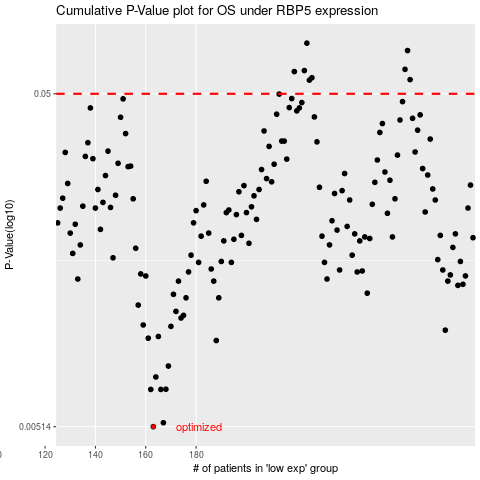 Cumulative P-Value plot for OS under RBP5 expression
P-Value(log10)
0.05
0.00514
optimized
0 120 140 160 180
# of patients in 'low exp' group